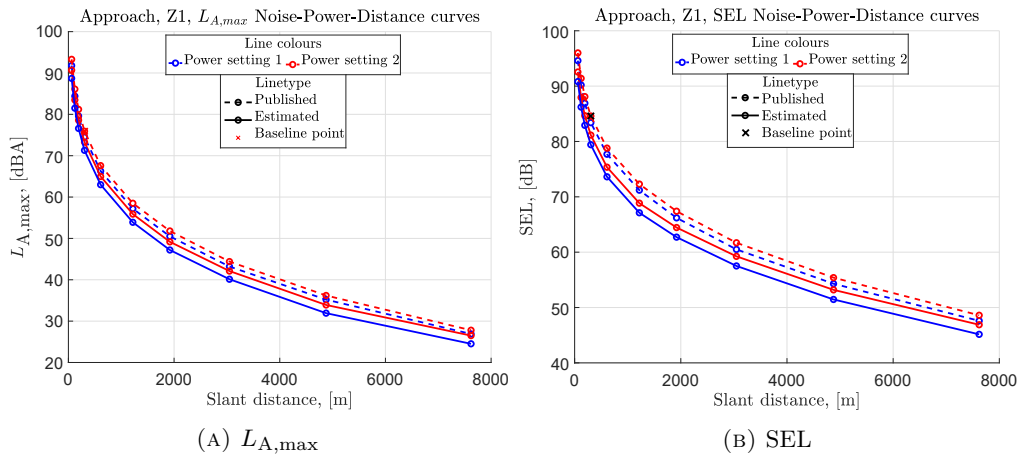 Approach, Z1, L_{A,max} Noise-Power-Distance curves
Line colours
Power setting 1 Power setting 2
Linetype
Published
Estimated
Baseline point
L_{A,max}, [dBA]
100
90
80
70
60
50
40
30
20
0 2000 4000 6000 8000
Slant distance, [m]
(A) L_{A,max}
Approach, Z1, SEL Noise-Power-Distance curves
Line colours
Power setting 1 Power setting 2
Linetype
Published
Estimated
Baseline point
SEL, [dB]
100
90
80
70
60
50
40
0 2000 4000 6000 8000
Slant distance, [m]
(B) SEL